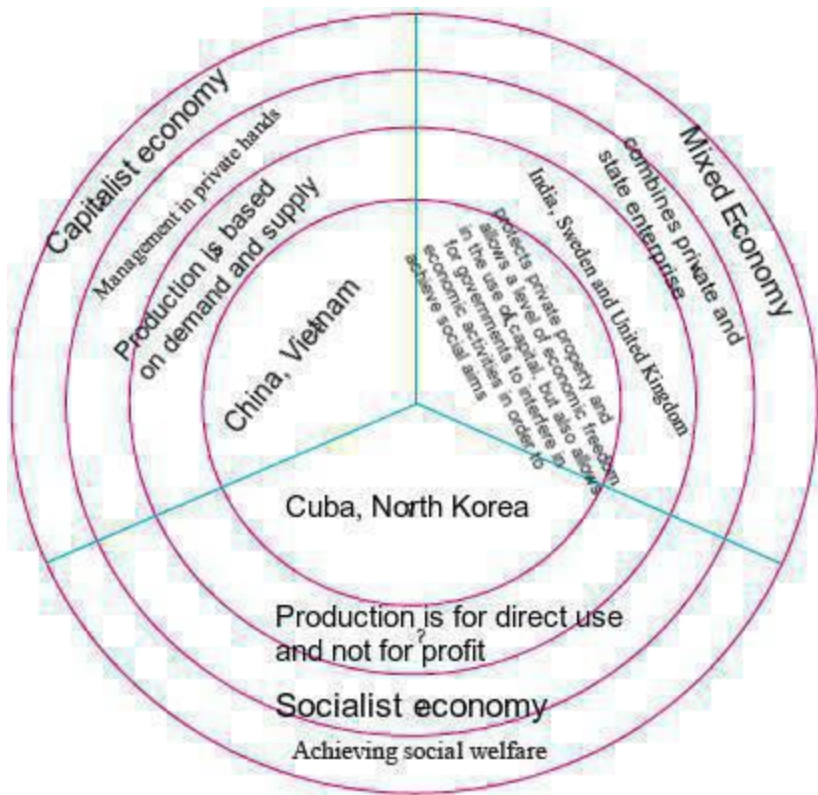 Capitalist economy
Management in private hands
Production is based
on demand and supply
China, Vietnam
Mixed Economy
combines private and
state enterprise
India, Sweden and United Kingdom
protects private property and
allows a level of economic freedom
in the use of capital, but also allows
for governments to interfere in
economic activities in order to
achieve social aims
Cuba, North Korea
Production is for direct use
?
and not for profit
Socialist economy
Achieving social welfare